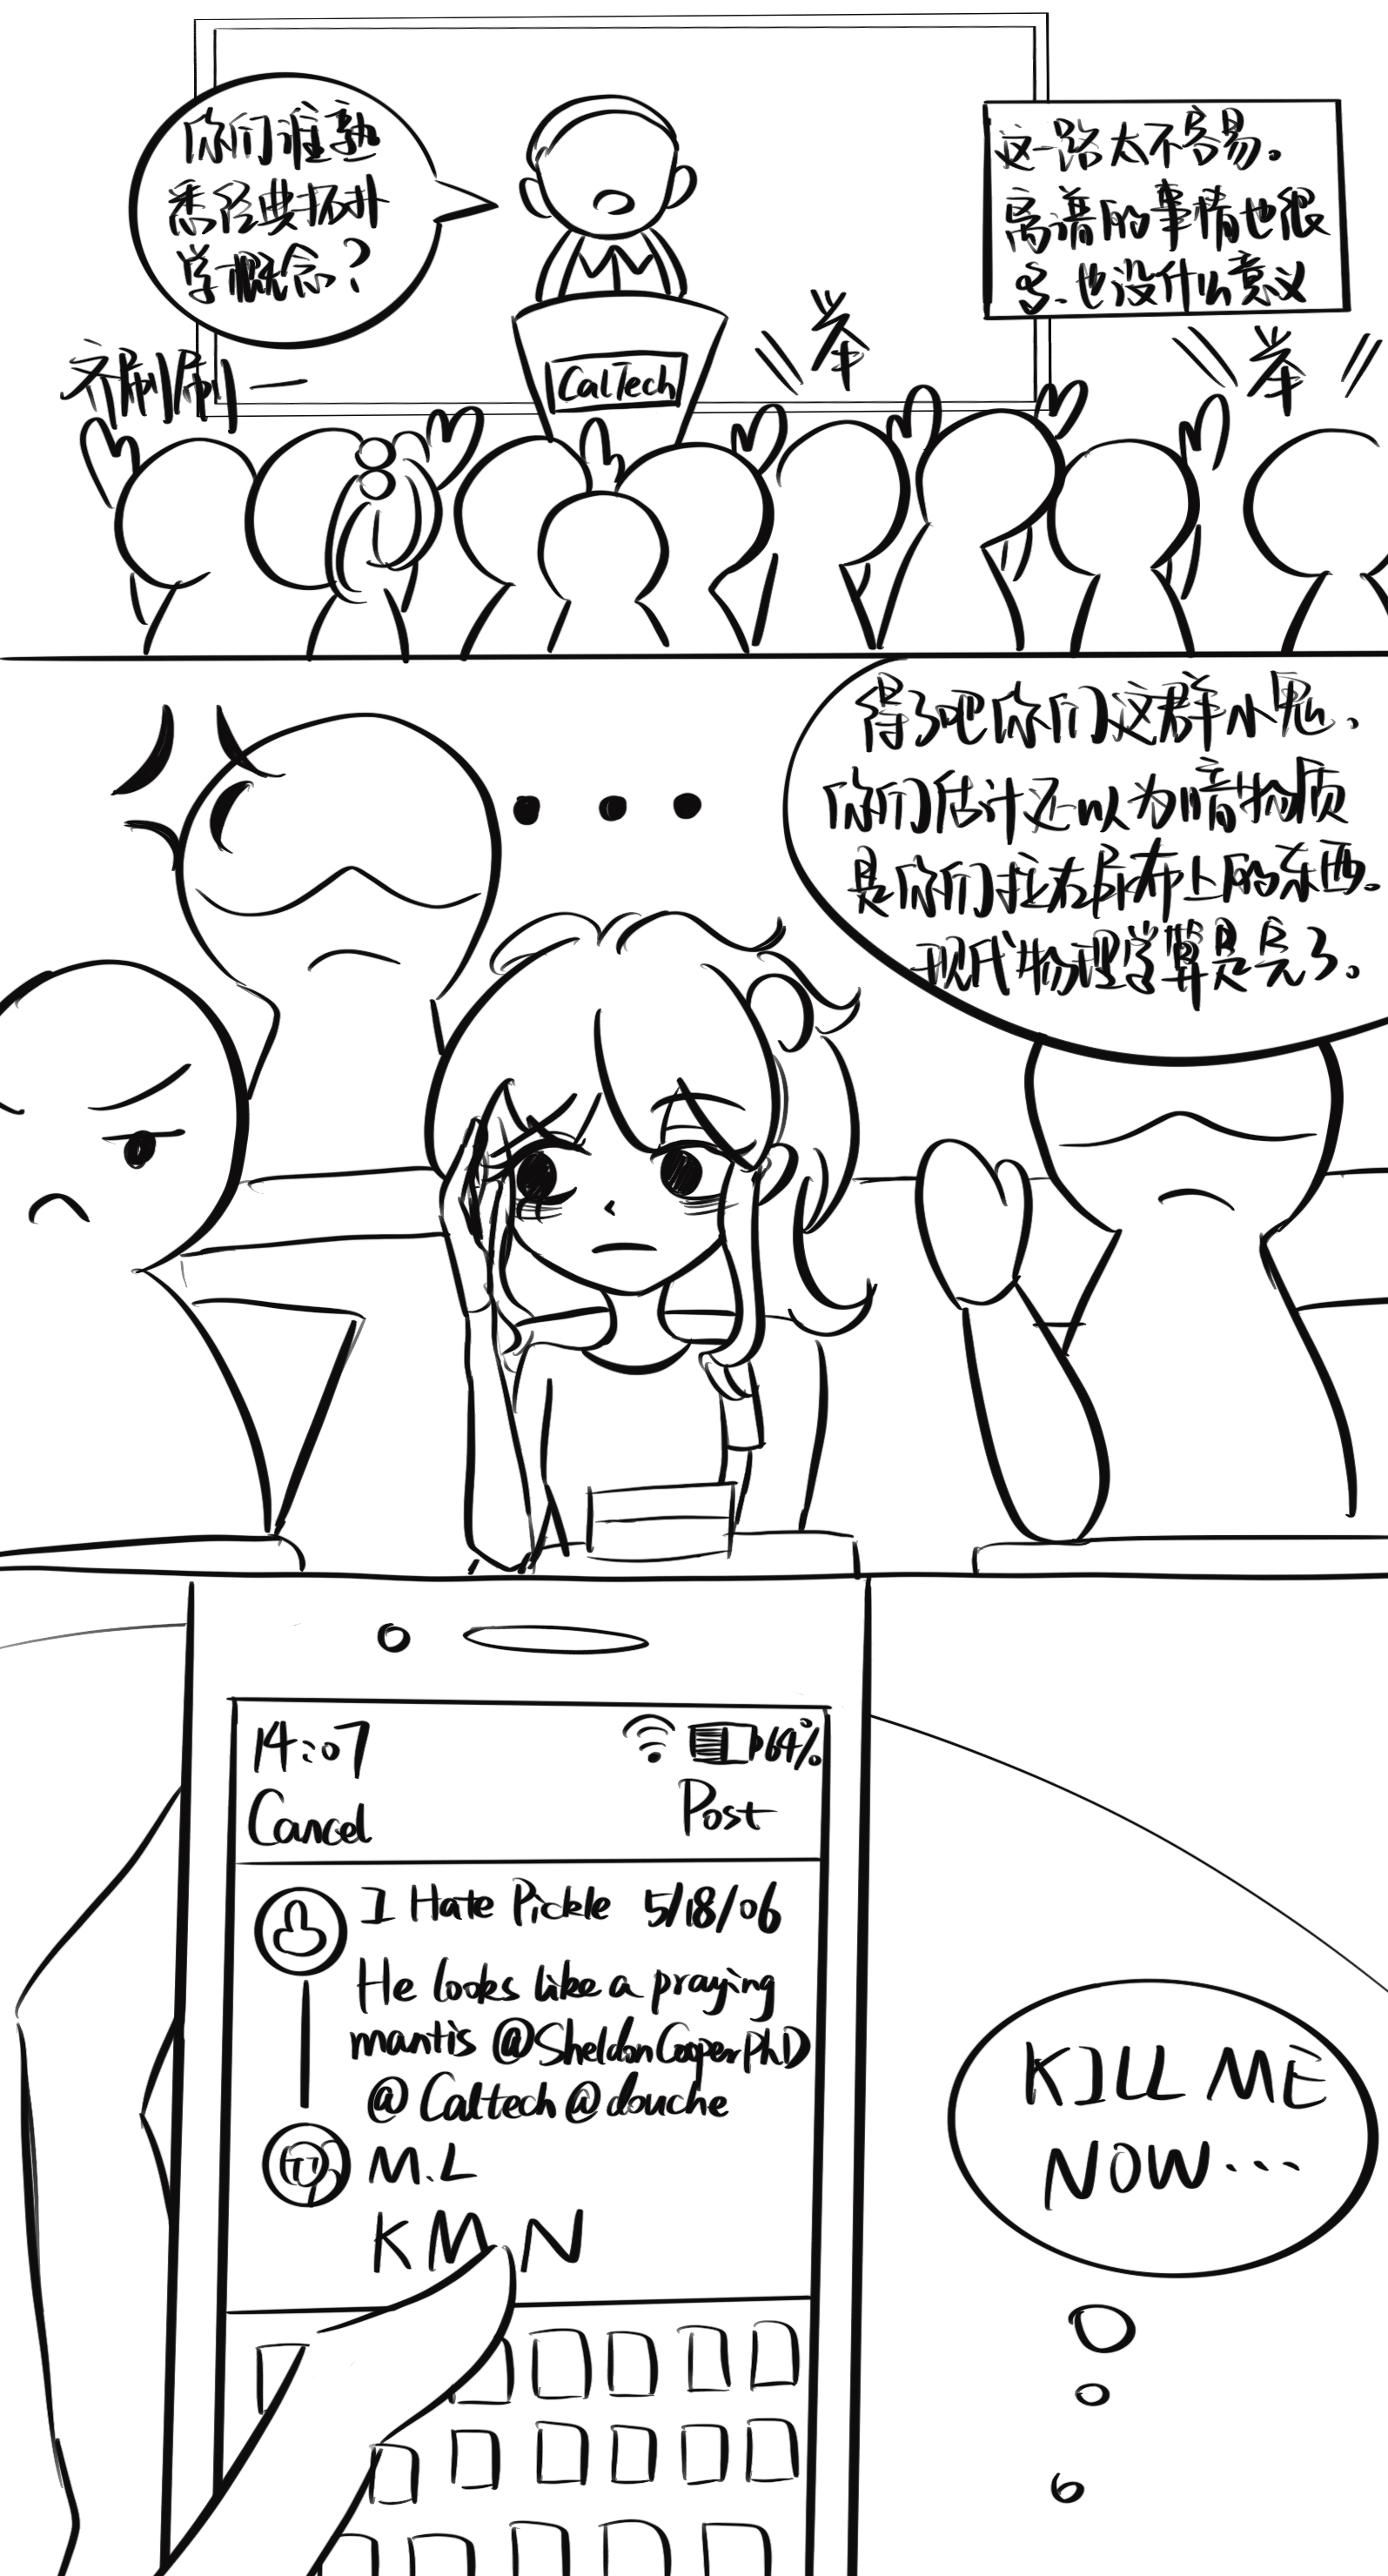 你们谁熟
悉经典拓扑
学概念?
这一路太不容易。
离谱的事情也很
多、也没什么意义
齐刷刷一
CalTech
举
举
得了吧你们这群小鬼、
你们估计还以为暗物质
是你们拉在尿布上的东西。
现代物理学算是完了。
14:07
64%
Cancel
Post
I Hate Pickle 5/18/06
He looks like a praying
mantis @SheldonCooperPhD
@Caltech @douche
M.L
KMN
KILL ME
NOW...